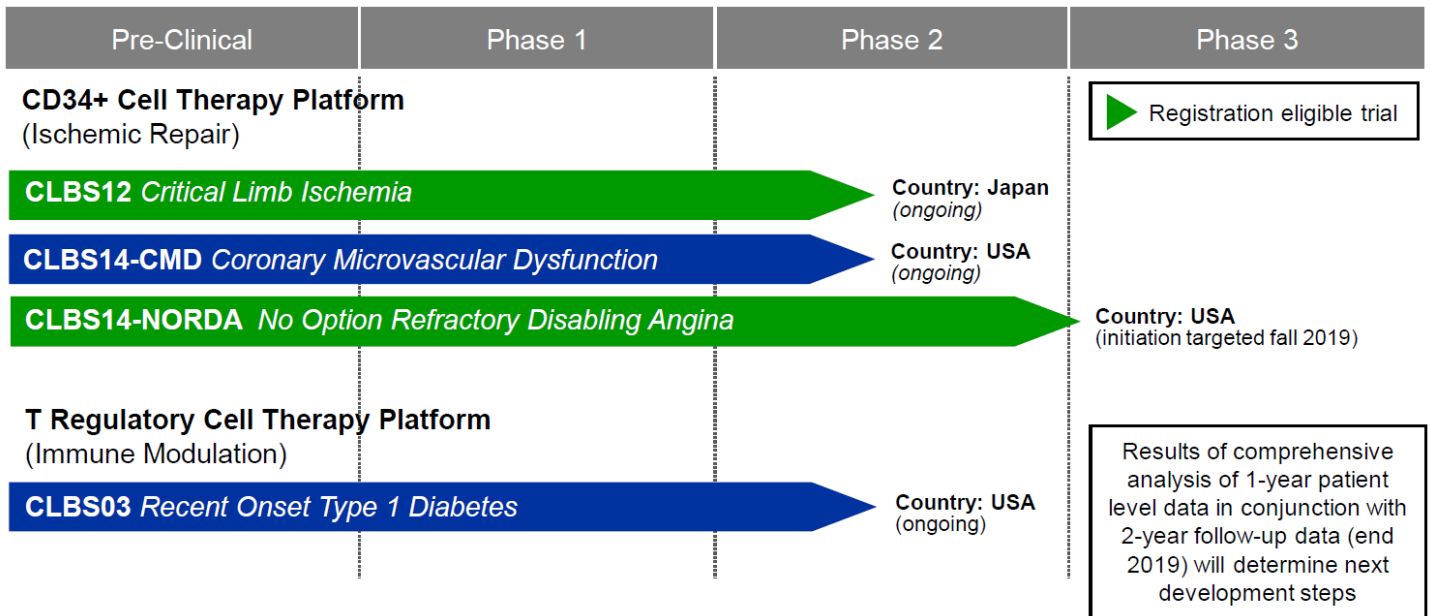 Pre-Clinical
Phase 1
Phase 2
Phase 3
CD34+ Cell Therapy Platform
(Ischemic Repair)
Registration eligible trial
CLBS12 Critical Limb Ischemia
Country: Japan
(ongoing)
CLBS14-CMD Coronary Microvascular Dysfunction
Country: USA
(ongoing)
CLBS14-NORDA No Option Refractory Disabling Angina
Country: USA
(initiation targeted fall 2019)
T Regulatory Cell Therapy Platform
(Immune Modulation)
CLBS03 Recent Onset Type 1 Diabetes
Country: USA
(ongoing)
Results of comprehensive
analysis of 1-year patient
level data in conjunction with
2-year follow-up data (end
2019) will determine next
development steps